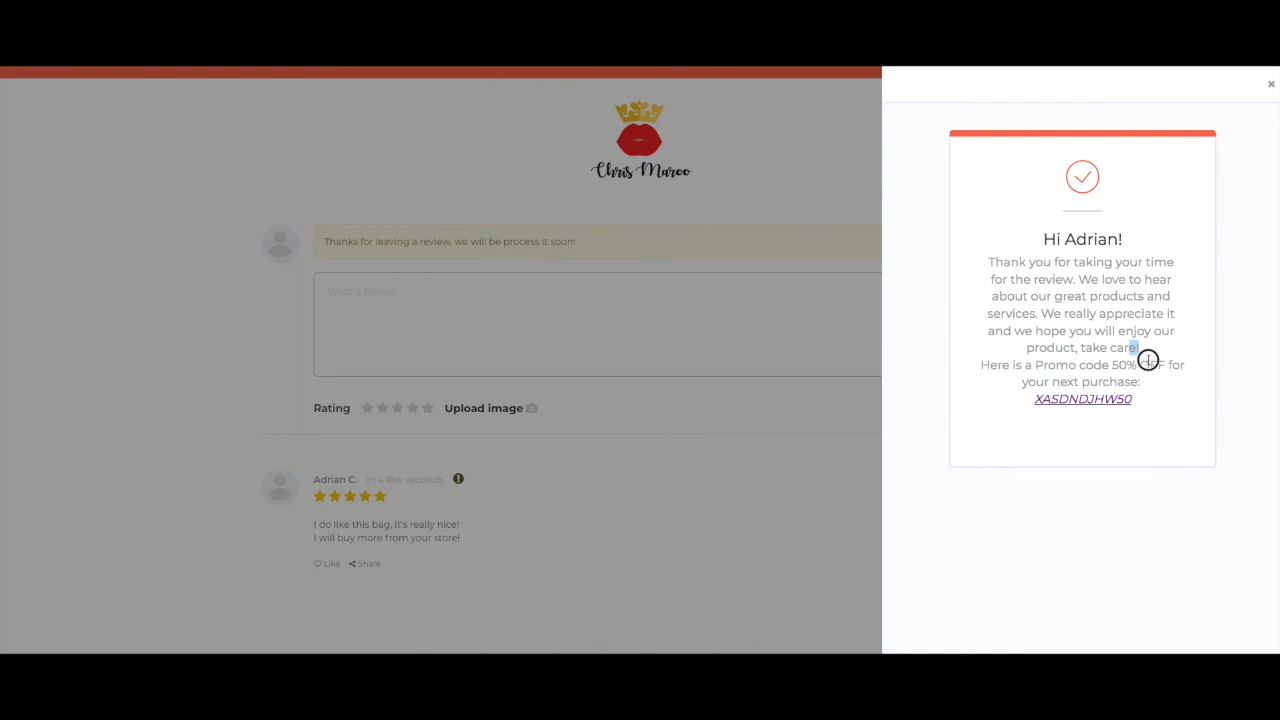 Chris Maroo
Thanks for leaving a review, we will be process it soon!
Write a Review
Rating
Upload image
Adrian C. in a few seconds
I do like this bag, it's really nice!
I will buy more from your store!
Like Share
×
Hi Adrian!
Thank you for taking your time
for the review. We love to hear
about our great products and
services. We really appreciate it
and we hope you will enjoy our
product, take care!
Here is a Promo code 50% OFF for
your next purchase:
XASDNDJHW50